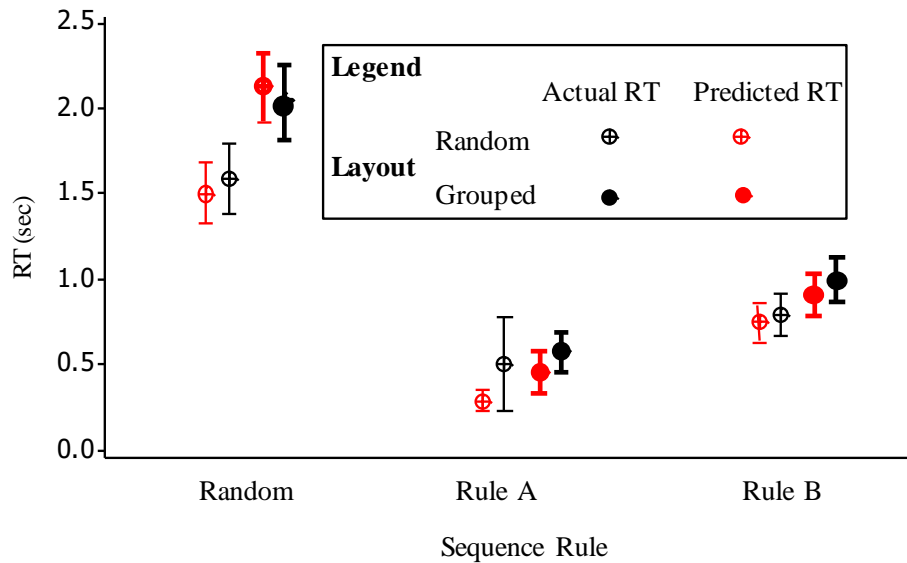 2.5
Legend
Actual RT Predicted RT
2.0
Random
Layout
1.5
Grouped
RT (sec)
1.0
0.5
0.0
Random Rule A Rule B
Sequence Rule